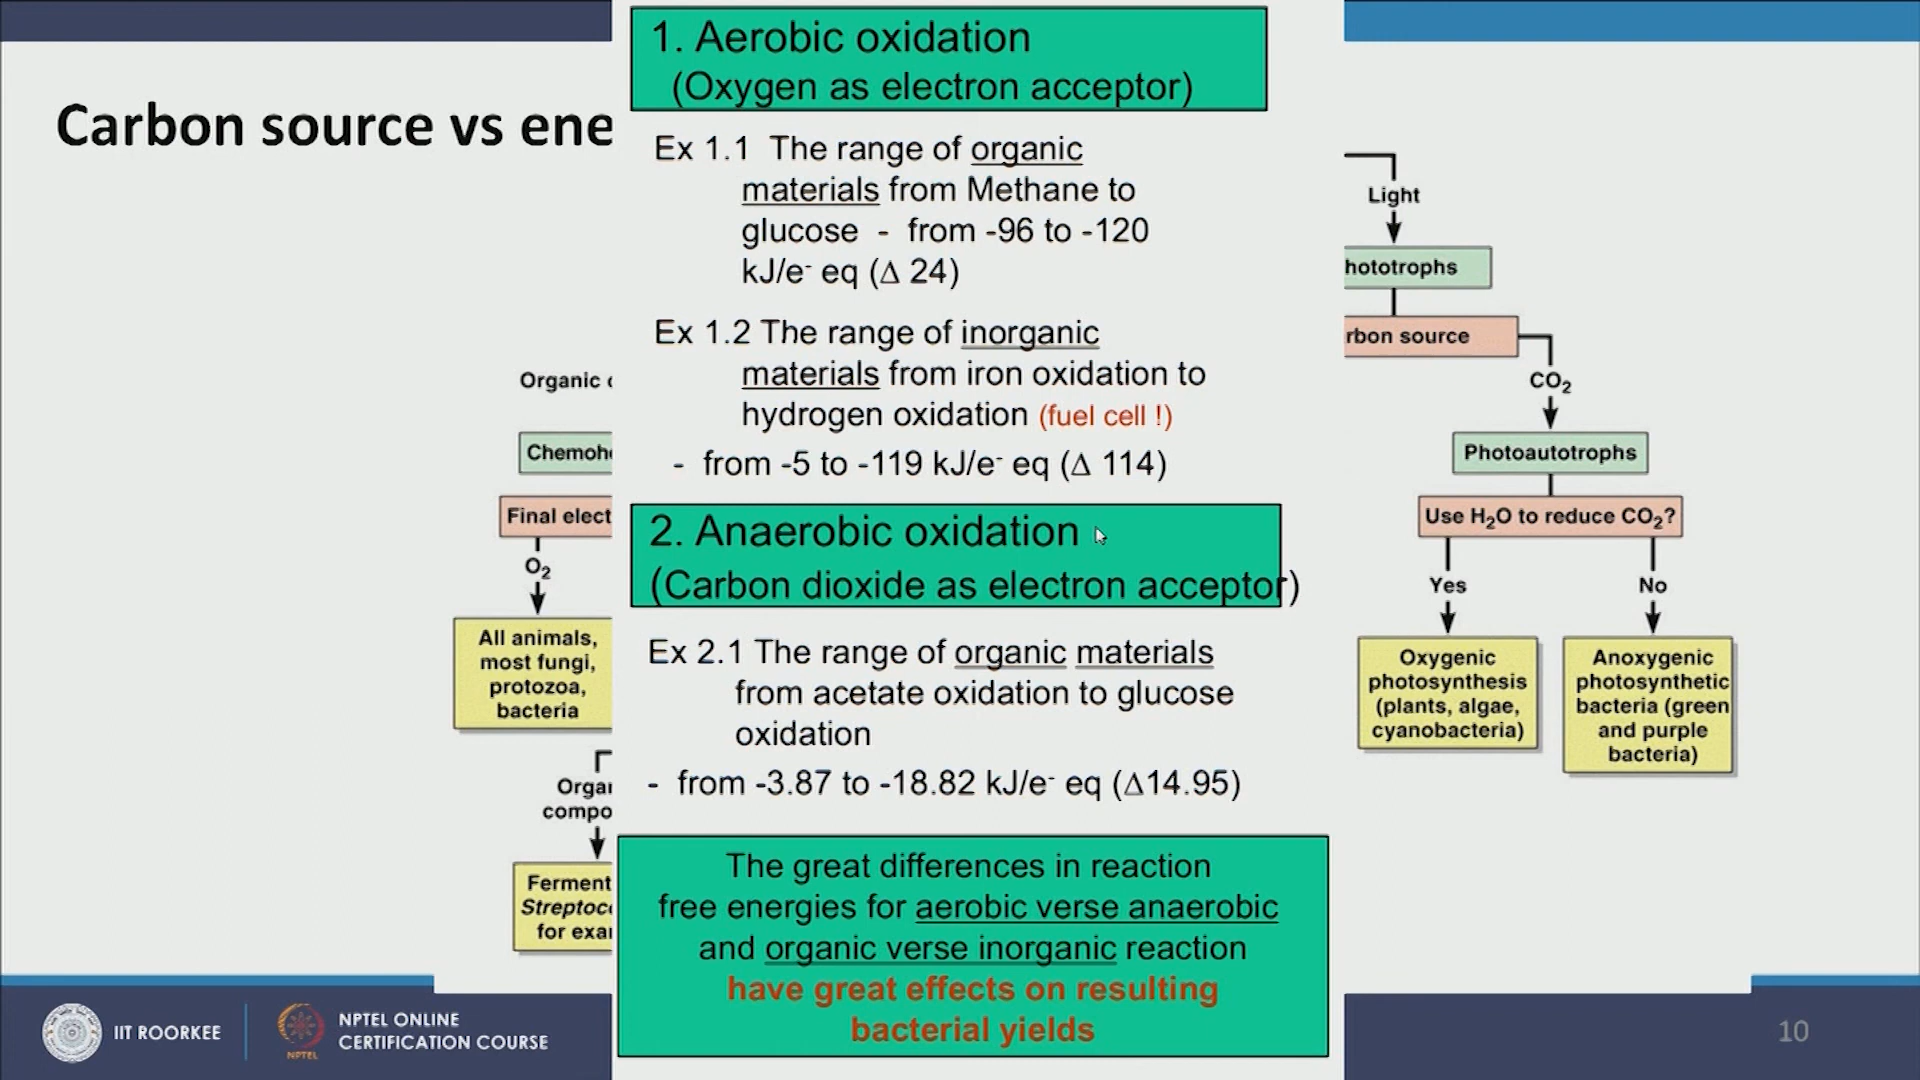 Carbon source vs ene
1. Aerobic oxidation
(Oxygen as electron acceptor)
Ex 1.1 The range of organic
materials from Methane to
glucose - from -96 to -120
kJ/e⁻ eq (Δ 24)
Ex 1.2 The range of inorganic
materials from iron oxidation to
hydrogen oxidation (fuel cell !)
- from -5 to -119 kJ/e⁻ eq (Δ 114)
2. Anaerobic oxidation
(Carbon dioxide as electron acceptor)
Ex 2.1 The range of organic materials
from acetate oxidation to glucose
oxidation
- from -3.87 to -18.82 kJ/e⁻ eq (Δ14.95)
The great differences in reaction
free energies for aerobic verse anaerobic
and organic verse inorganic reaction
have great effects on resulting
bacterial yields
Organic
Chemoh
Final elect
O₂
All animals,
most fungi,
protozoa,
bacteria
Orga
compo
Ferment
Streptoc
for exa
Light
hototrophs
rbon source
CO₂
Photoautotrophs
Use H₂O to reduce CO₂?
Yes
No
Oxygenic
photosynthesis
(plants, algae,
cyanobacteria)
Anoxygenic
photosynthetic
bacteria (green
and purple
bacteria)
IIT ROORKEE
NPTEL
NPTEL ONLINE
CERTIFICATION COURSE
10